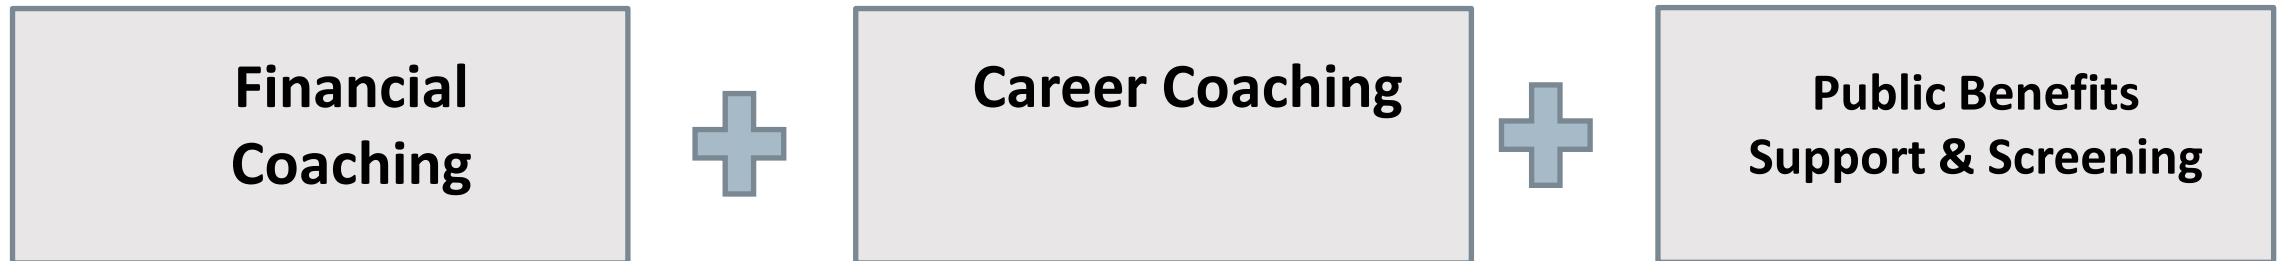 Financial
Coaching
Career Coaching
Public Benefits
Support & Screening